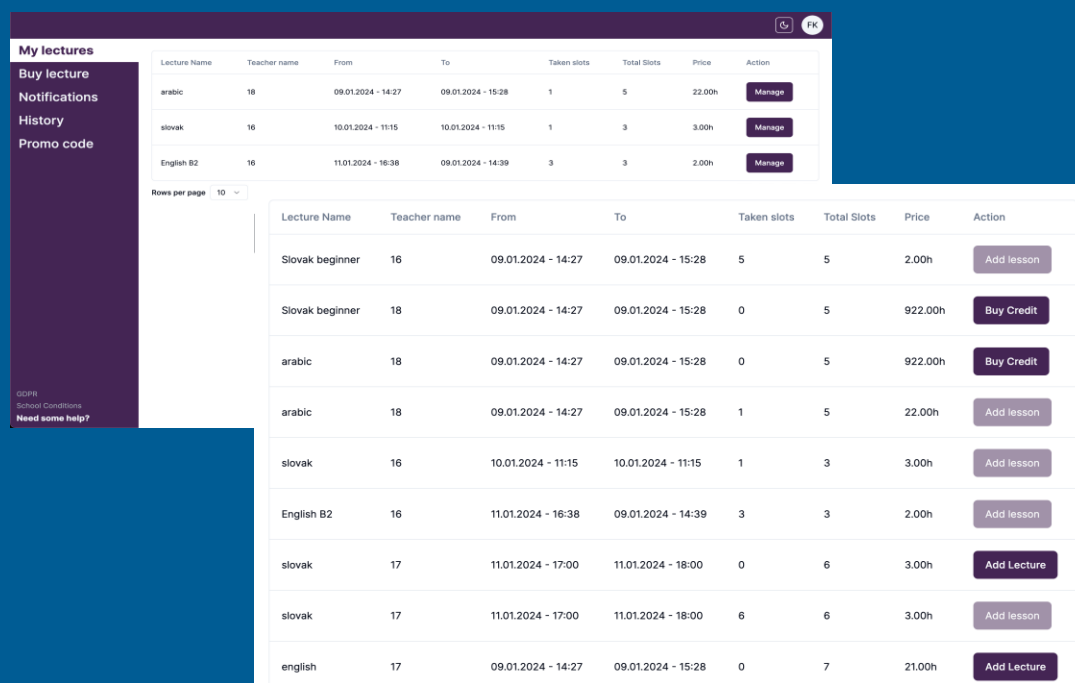 FK
My lectures
Buy lecture
Notifications
History
Promo code
GDPR
School Conditions
Need some help?
Lecture Name Teacher name From To Taken slots Total Slots Price Action
arabic 18 09.01.2024 - 14:27 09.01.2024 - 15:28 1 5 22.00h Manage
slovak 16 10.01.2024 - 11:15 10.01.2024 - 11:15 1 3 3.00h Manage
English B2 16 11.01.2024 - 16:38 09.01.2024 - 14:39 3 3 2.00h Manage
Rows per page 10
Lecture Name Teacher name From To Taken slots Total Slots Price Action
Slovak beginner 16 09.01.2024 - 14:27 09.01.2024 - 15:28 5 5 2.00h Add lesson
Slovak beginner 18 09.01.2024 - 14:27 09.01.2024 - 15:28 0 5 922.00h Buy Credit
arabic 18 09.01.2024 - 14:27 09.01.2024 - 15:28 0 5 922.00h Buy Credit
arabic 18 09.01.2024 - 14:27 09.01.2024 - 15:28 1 5 22.00h Add lesson
slovak 16 10.01.2024 - 11:15 10.01.2024 - 11:15 1 3 3.00h Add lesson
English B2 16 11.01.2024 - 16:38 09.01.2024 - 14:39 3 3 2.00h Add lesson
slovak 17 11.01.2024 - 17:00 11.01.2024 - 18:00 0 6 3.00h Add Lecture
slovak 17 11.01.2024 - 17:00 11.01.2024 - 18:00 6 6 3.00h Add lesson
english 17 09.01.2024 - 14:27 09.01.2024 - 15:28 0 7 21.00h Add Lecture